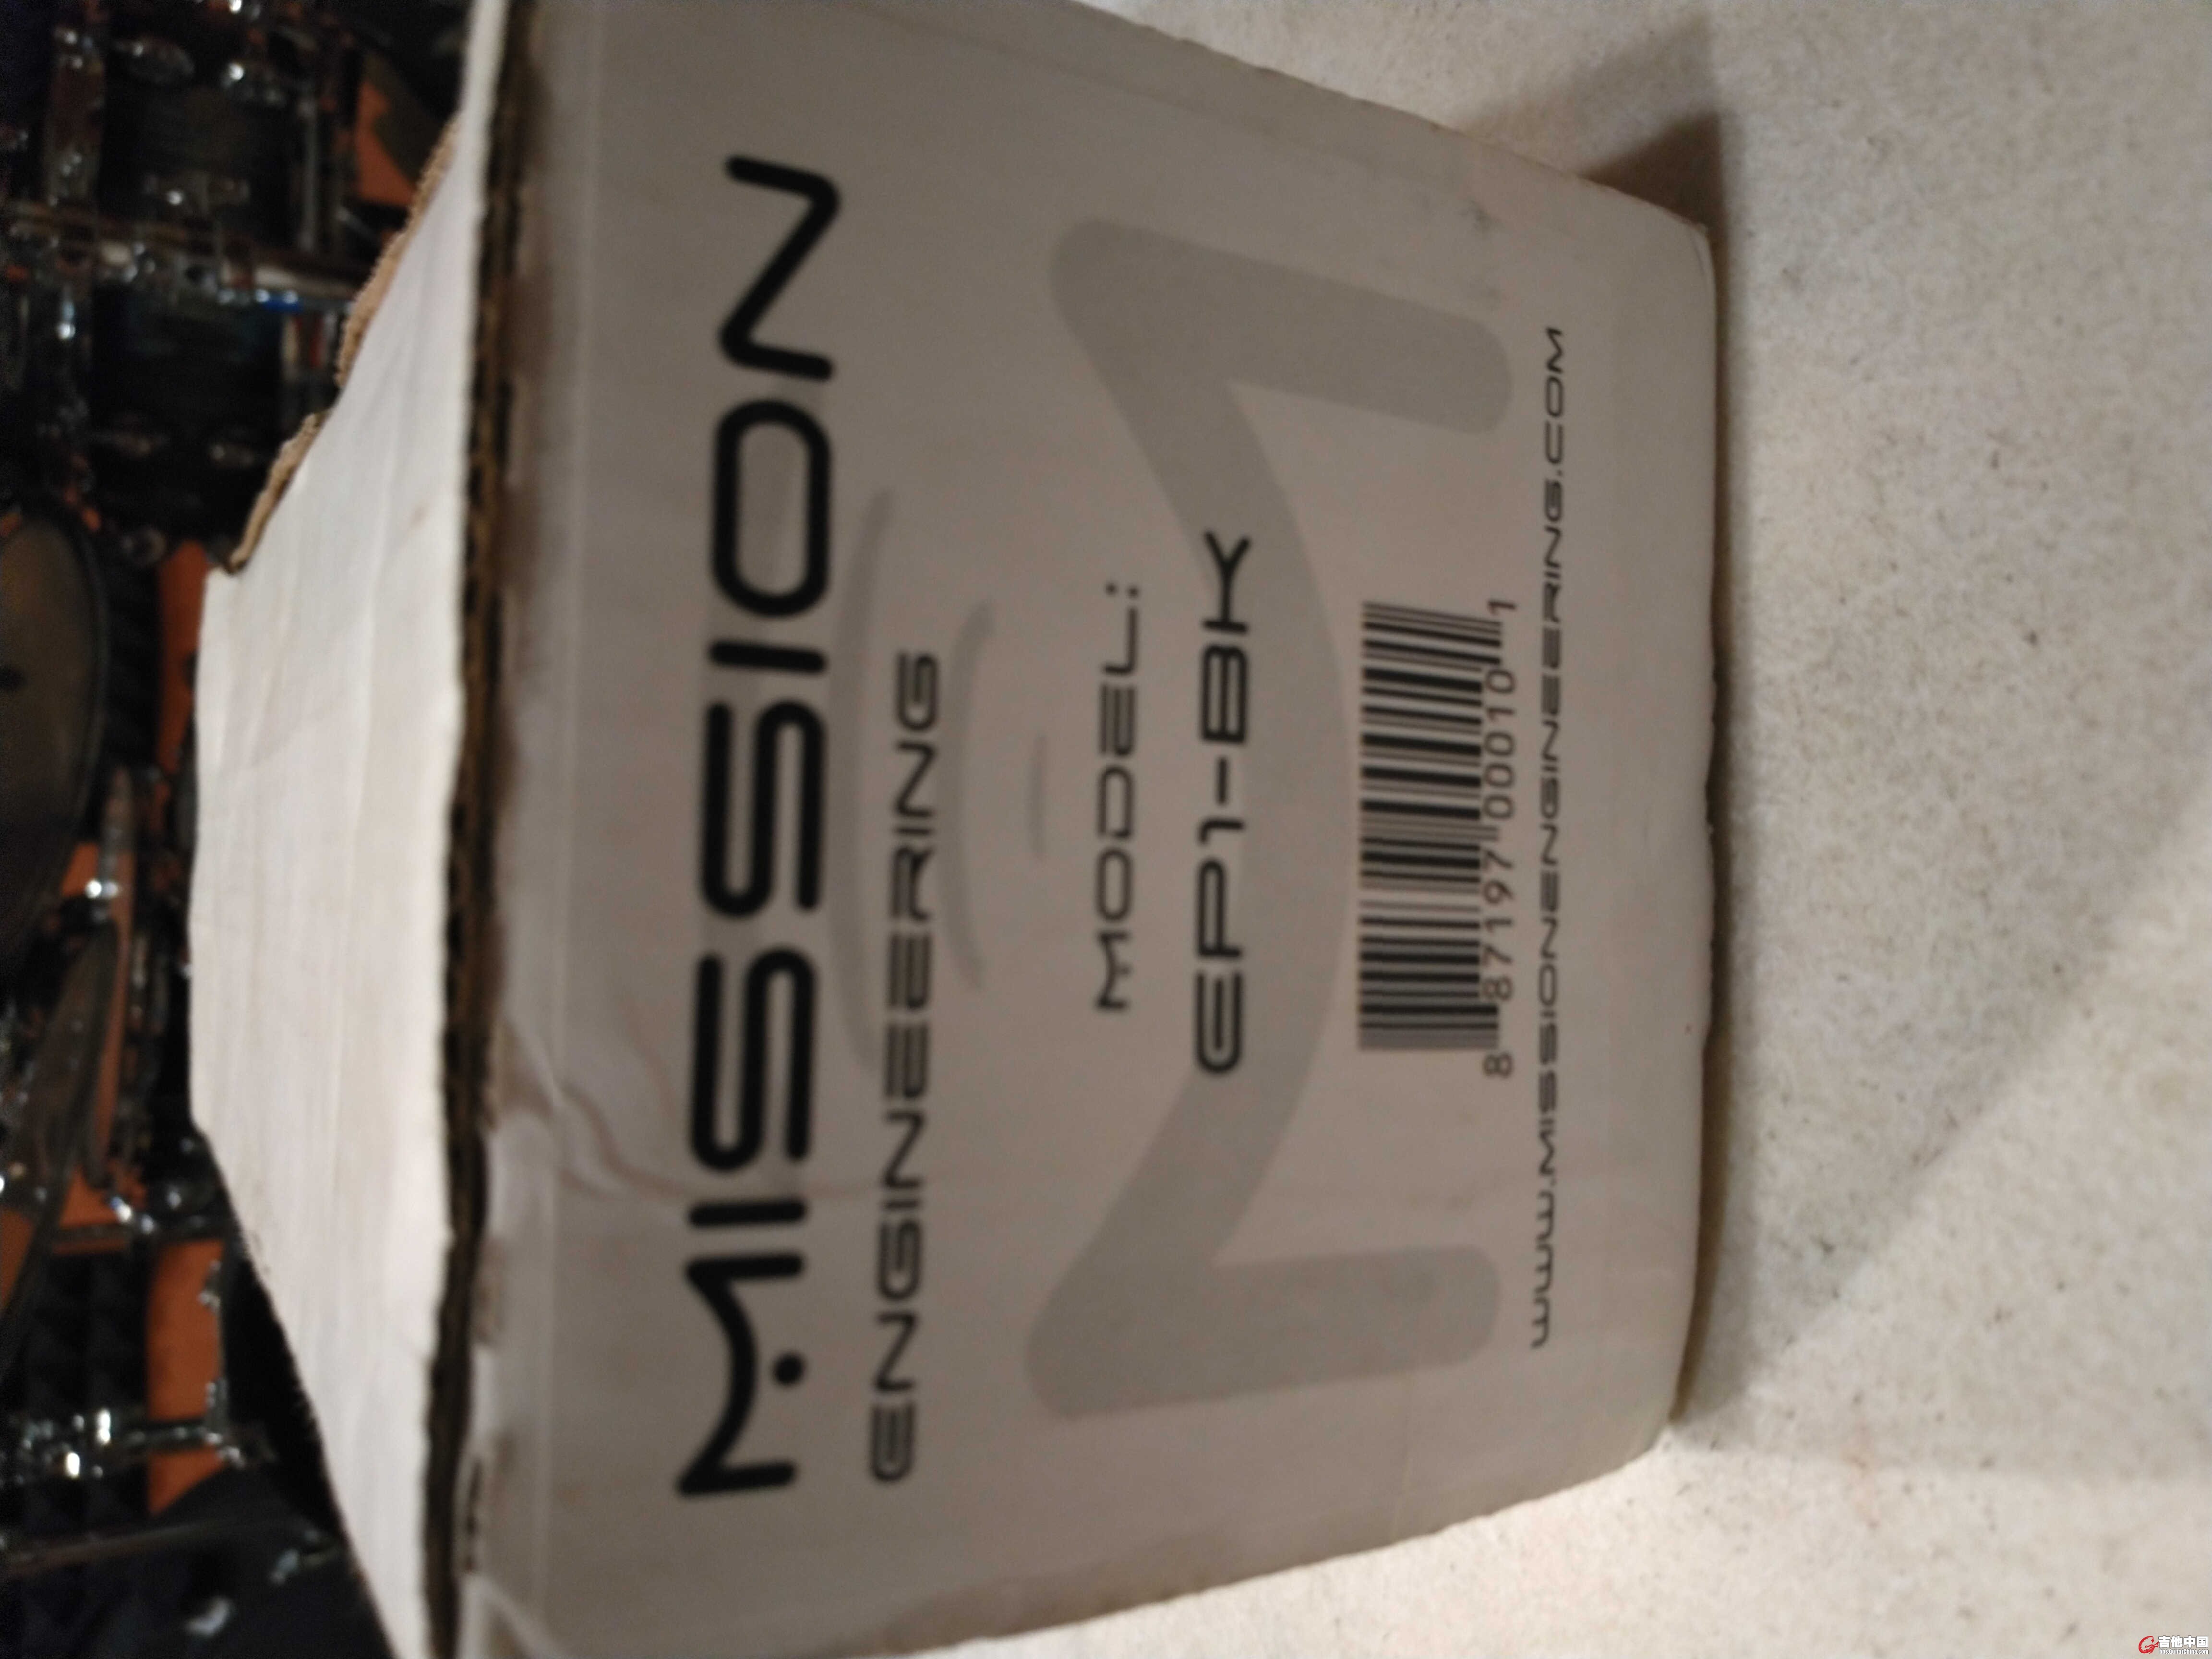 MISSION
ENGINEERING
MODEL:
EP1-BK
8 87197 00010 1
WWW.MISSIONENGINEERING.COM
吉他中国